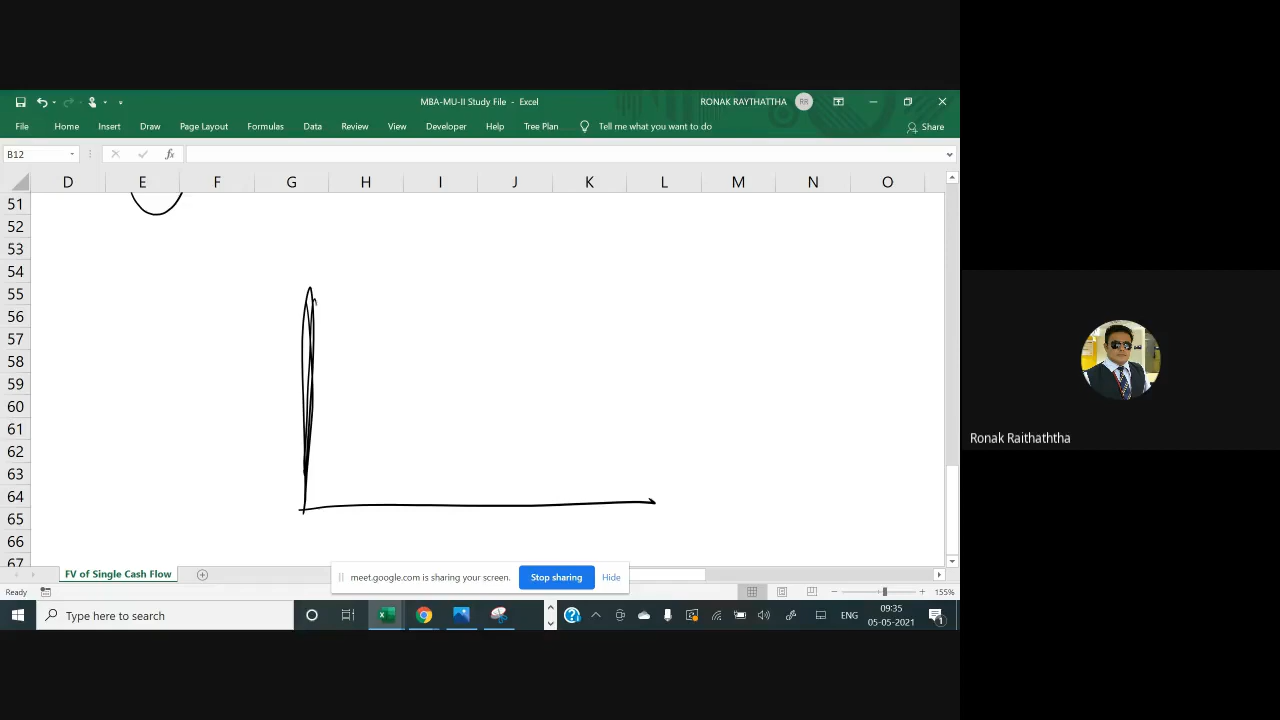 MBA-MU-II Study File - Excel
RONAK RAYTHATTHA RR
File Home Insert Draw Page Layout Formulas Data Review View Developer Help Tree Plan Tell me what you want to do Share
B12 fx
D E F G H I J K L M N O
51
52
53
54
55
56
57
58
59
60
61
62
63
64
65
66
67
Ronak Raithaththa
FV of Single Cash Flow
meet.google.com is sharing your screen. Stop sharing Hide
Ready 155%
Type here to search
ENG
09:35
05-05-2021
1